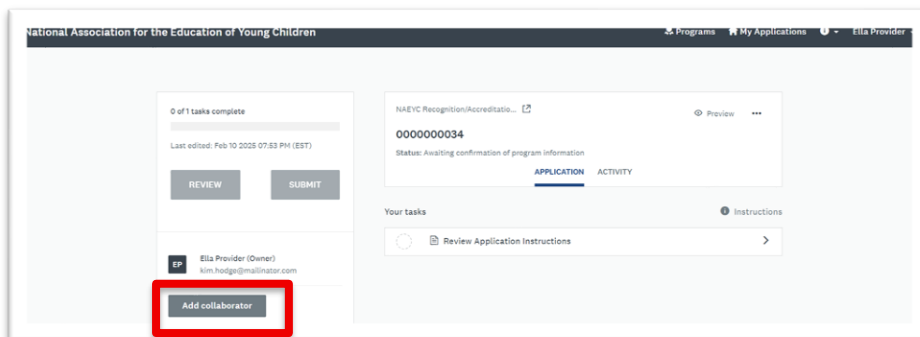 National Association for the Education of Young Children
Programs My Applications Ella Provider
0 of 1 tasks complete
Last edited: Feb 10 2025 07:53 PM (EST)
REVIEW SUBMIT
EP Ella Provider (Owner)
kim.hodge@mailinator.com
Add collaborator
NAEYC Recognition/Accreditatio...
Preview •••
0000000034
Status: Awaiting confirmation of program information
APPLICATION ACTIVITY
Your tasks
Instructions
Review Application Instructions